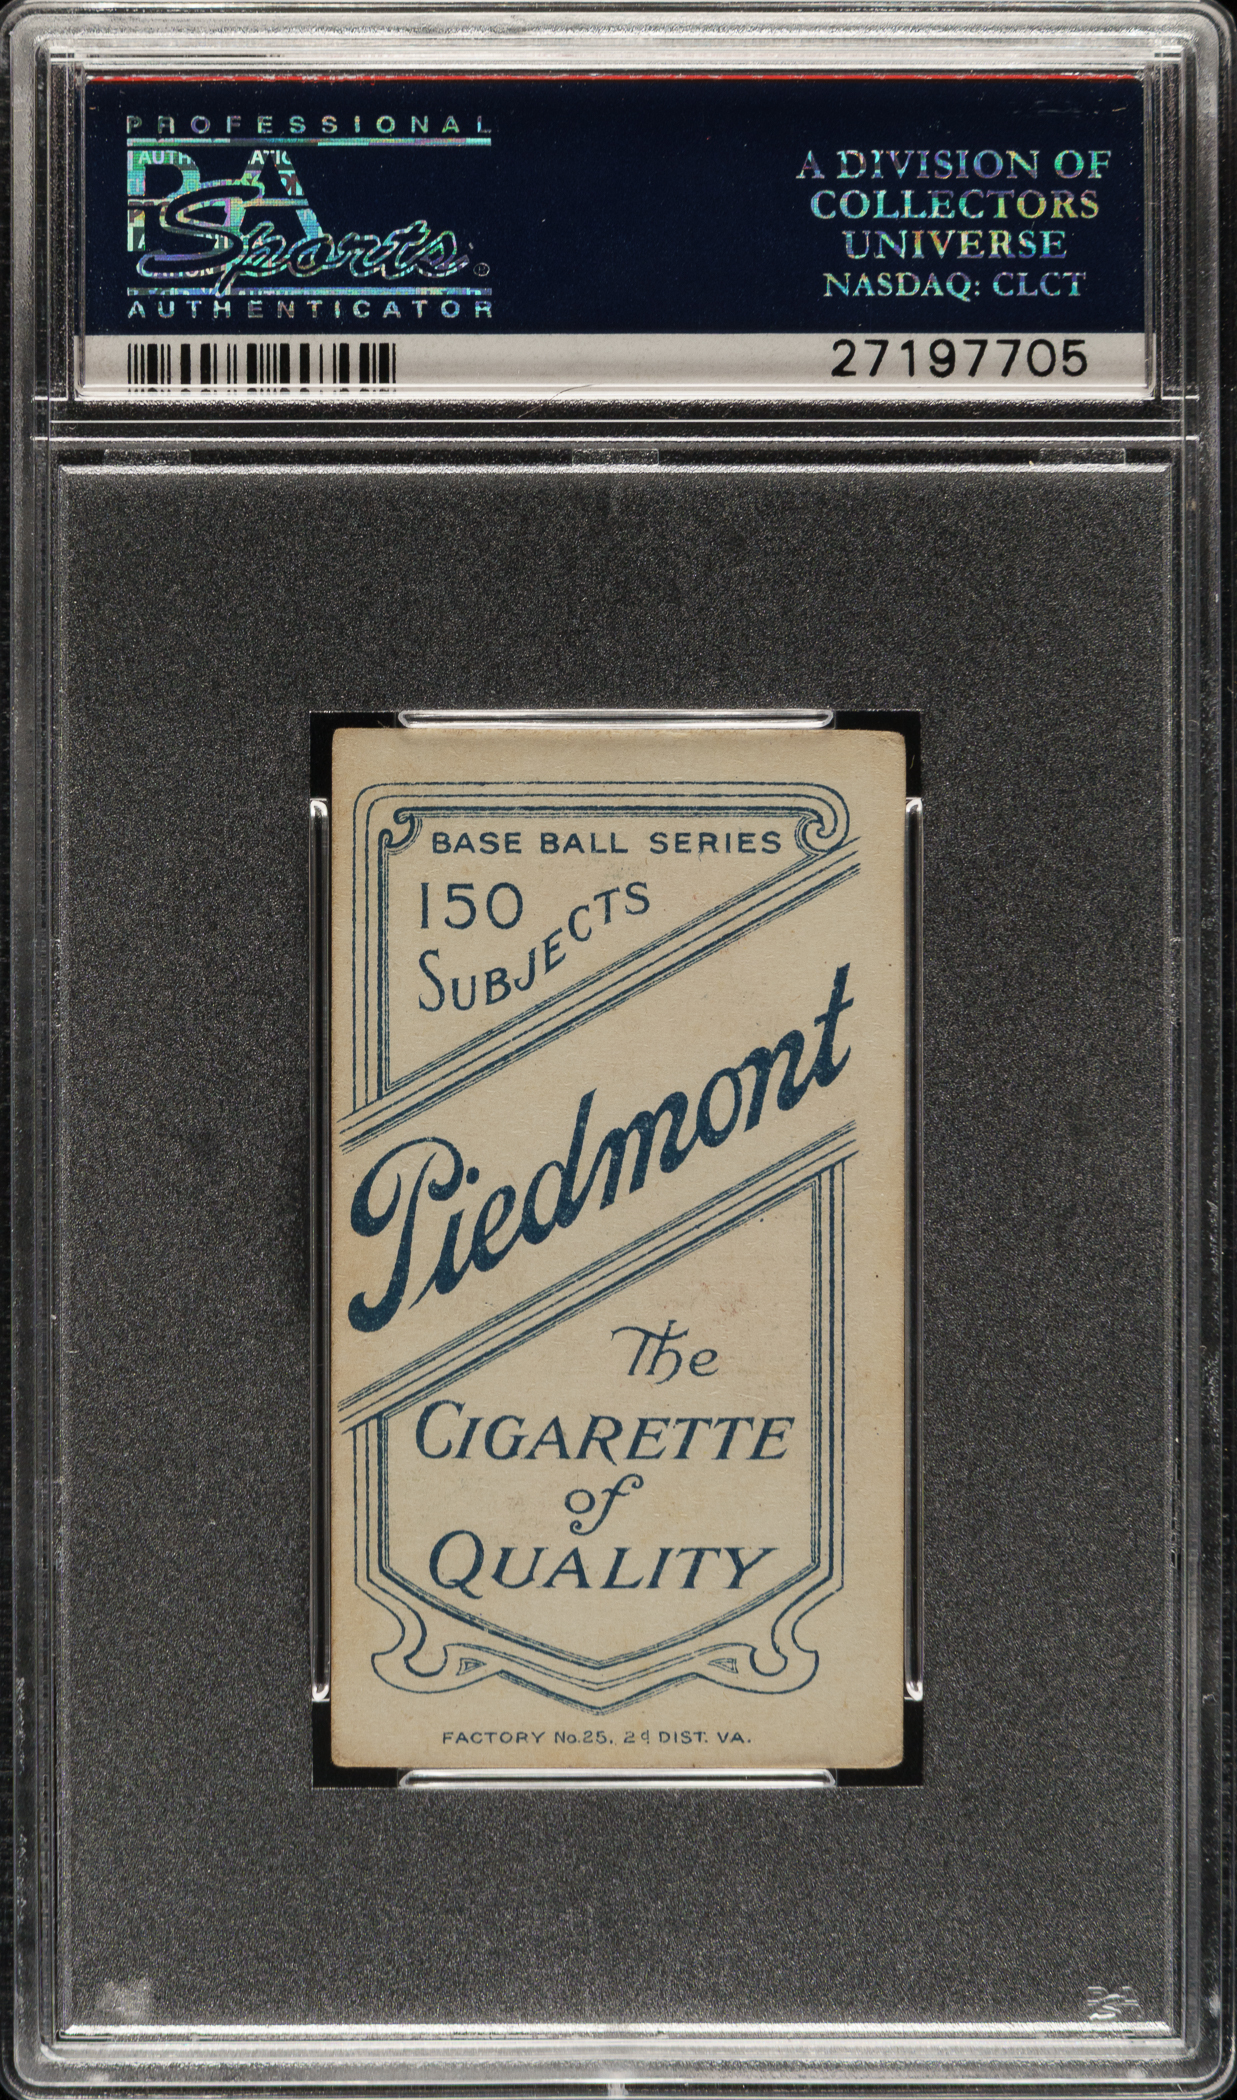 PROFESSIONAL
PSA
Sports®
AUTHENTICATOR
A DIVISION OF
COLLECTORS
UNIVERSE
NASDAQ: CLCT
27197705
BASE BALL SERIES
150
SUBJECTS
Piedmont
The
CIGARETTE
of
QUALITY
FACTORY No.25, 2d DIST. VA.